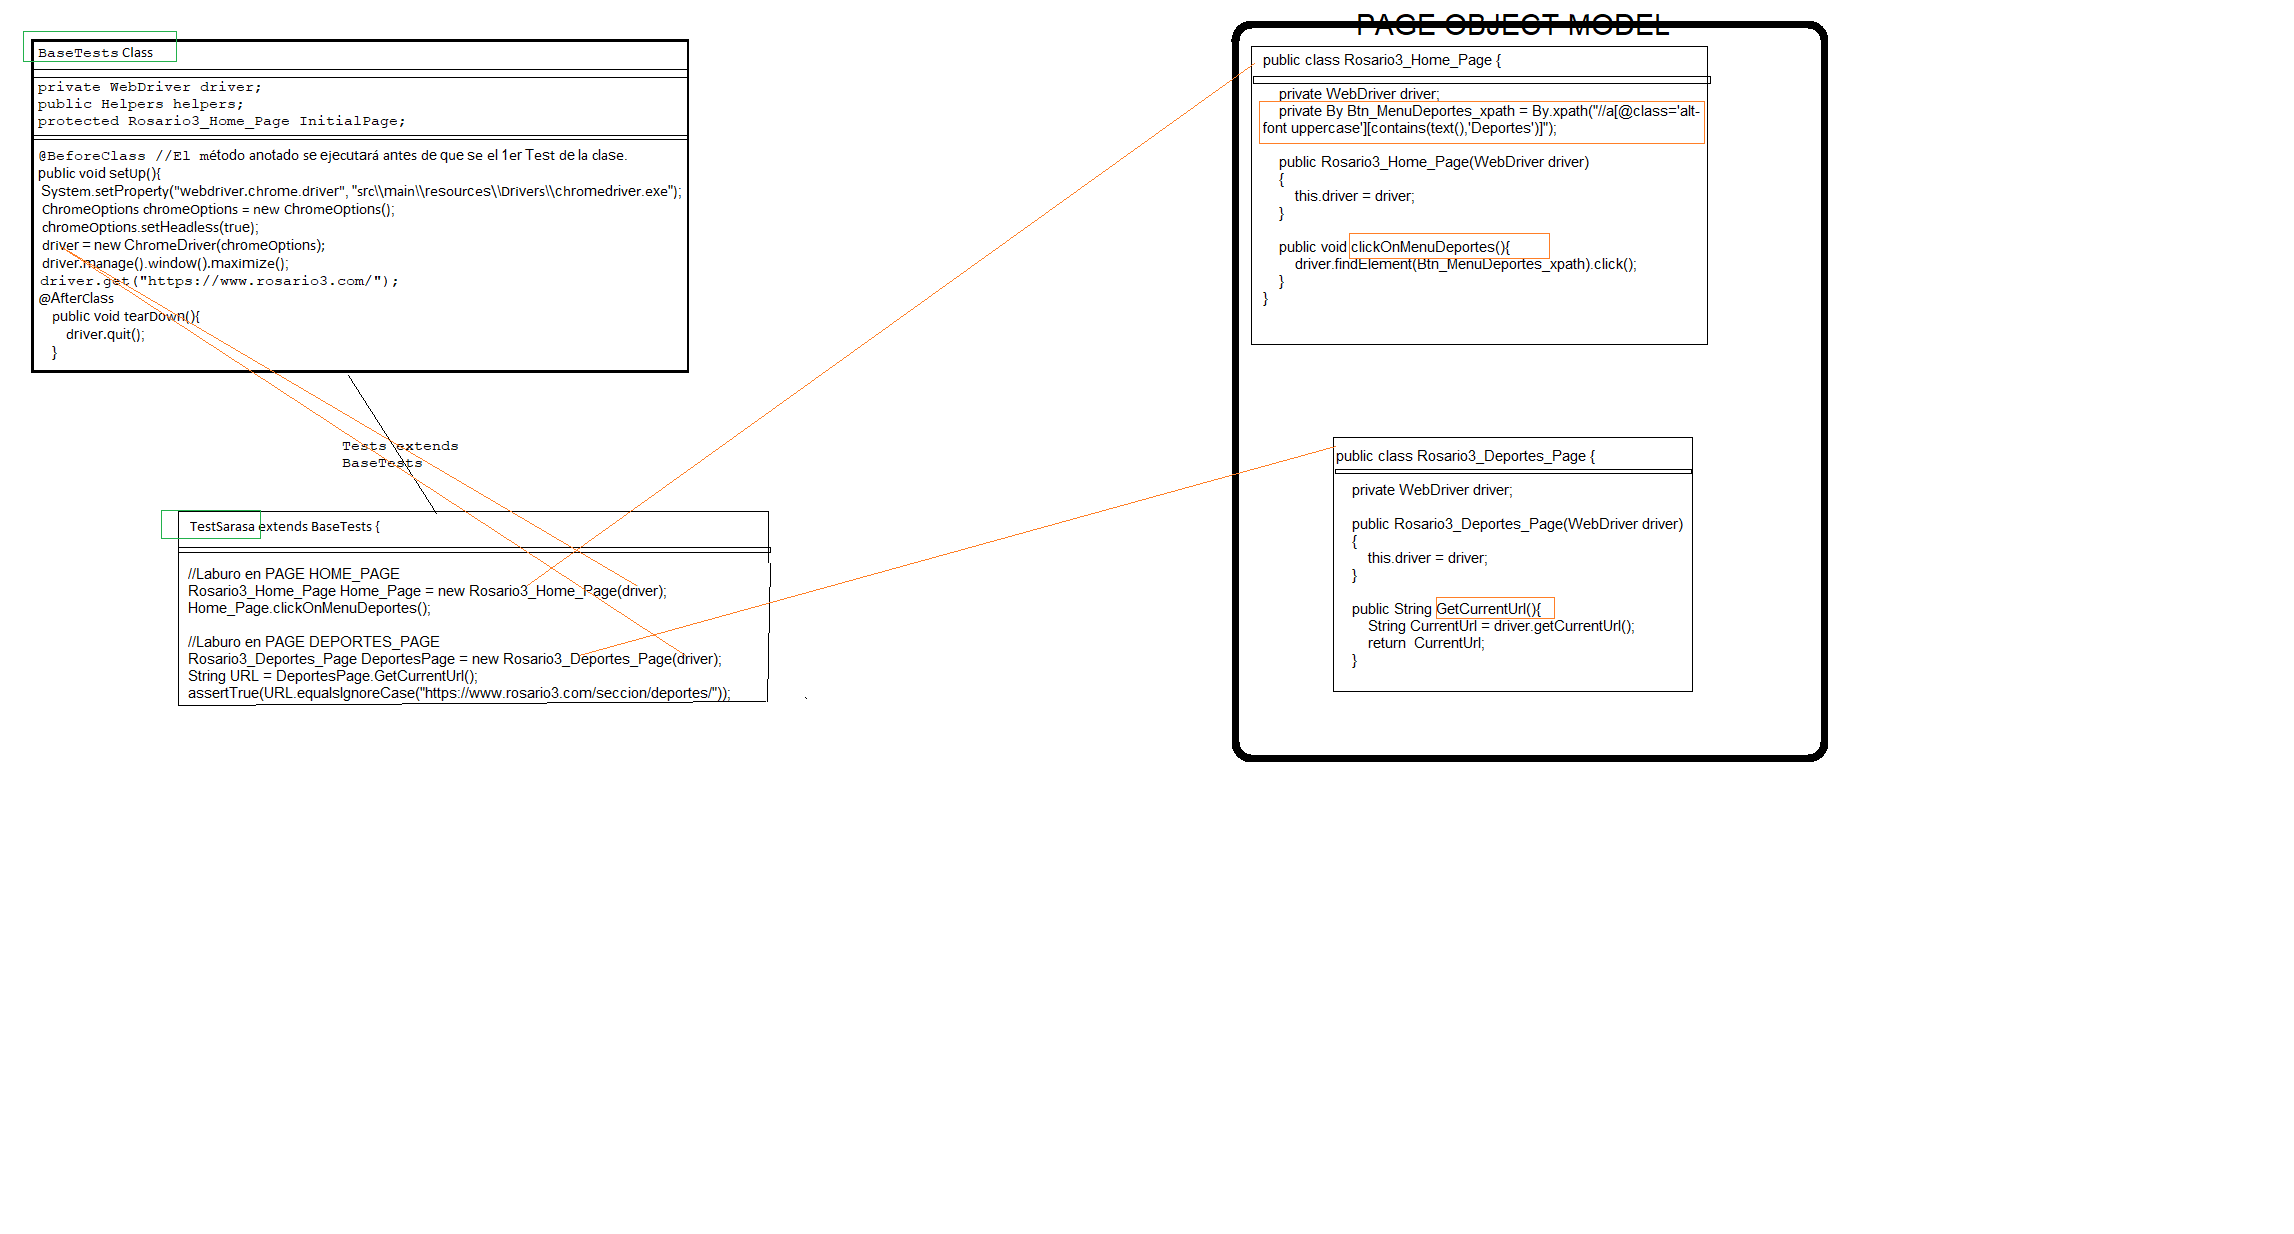 BaseTests Class
private WebDriver driver;
public Helpers helpers;
protected Rosario3_Home_Page InitialPage;
@BeforeClass //El método anotado se ejecutará antes de que se el 1er Test de la clase.
public void setUp(){
System.setProperty("webdriver.chrome.driver", "src\\main\\resources\\Drivers\\chromedriver.exe");
ChromeOptions chromeOptions = new ChromeOptions();
chromeOptions.setHeadless(true);
driver = new ChromeDriver(chromeOptions);
driver.manage().window().maximize();
driver.get("https://www.rosario3.com/");
@AfterClass
public void tearDown(){
driver.quit();
}
Tests extends
BaseTests
TestSarasa extends BaseTests {
//Laburo en PAGE HOME_PAGE
Rosario3_Home_Page Home_Page = new Rosario3_Home_Page(driver);
Home_Page.clickOnMenuDeportes();
//Laburo en PAGE DEPORTES_PAGE
Rosario3_Deportes_Page DeportesPage = new Rosario3_Deportes_Page(driver);
String URL = DeportesPage.GetCurrentUrl();
assertTrue(URL.equalsIgnoreCase("https://www.rosario3.com/seccion/deportes/"));
PAGE OBJECT MODEL
public class Rosario3_Home_Page {
private WebDriver driver;
private By Btn_MenuDeportes_xpath = By.xpath("//a[@class='alt-
font uppercase'][contains(text(),'Deportes')]");
public Rosario3_Home_Page(WebDriver driver)
{
this.driver = driver;
}
public void clickOnMenuDeportes(){
driver.findElement(Btn_MenuDeportes_xpath).click();
}
}
public class Rosario3_Deportes_Page {
private WebDriver driver;
public Rosario3_Deportes_Page(WebDriver driver)
{
this.driver = driver;
}
public String GetCurrentUrl(){
String CurrentUrl = driver.getCurrentUrl();
return  CurrentUrl;
}